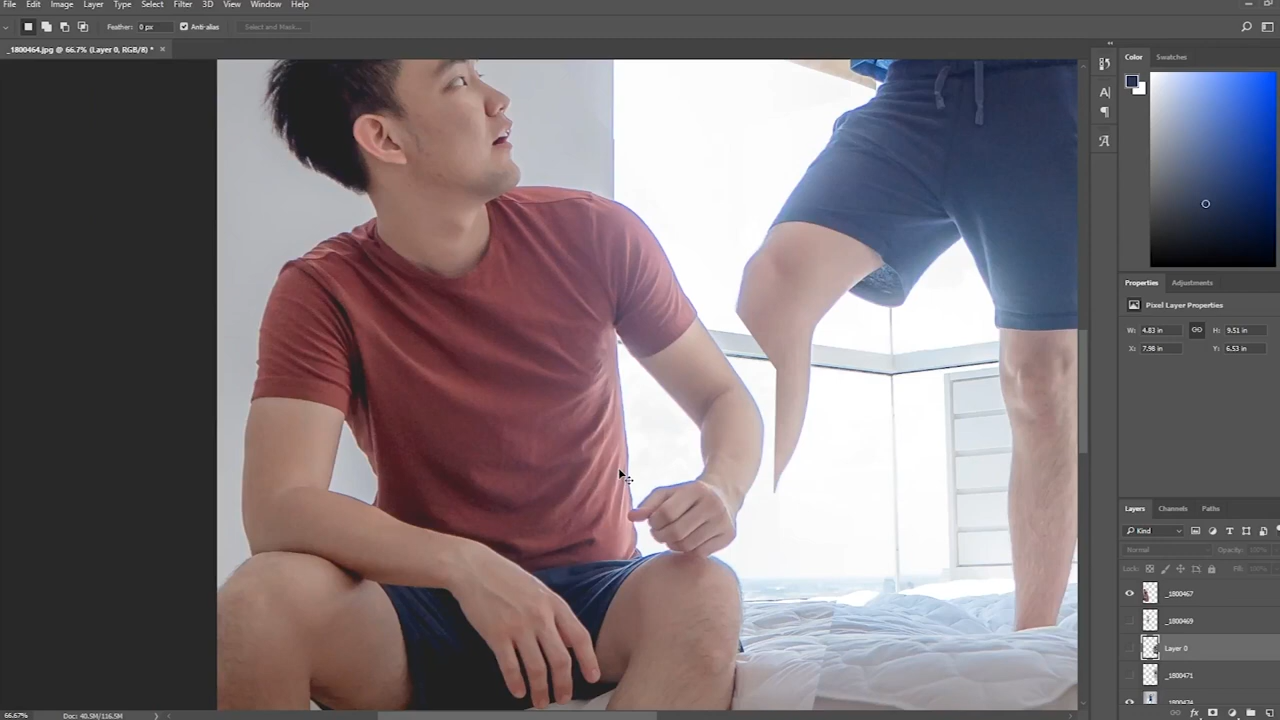 File Edit Image Layer Type Select Filter 3D View Window Help
Feather: 0 px Anti-alias Select and Mask...
_1800464.jpg @ 66.7% (Layer 0, RGB/8) *
Color Swatches
Properties Adjustments
Pixel Layer Properties
W: 4.83 in H: 9.51 in
X: 7.98 in Y: 6.53 in
Layers Channels Paths
Kind
Normal Opacity: 100%
Lock: Fill: 100%
_1800467
_1800469
Layer 0
_1800471
_1800474
66.67% Doc: 40.5M/116.5M